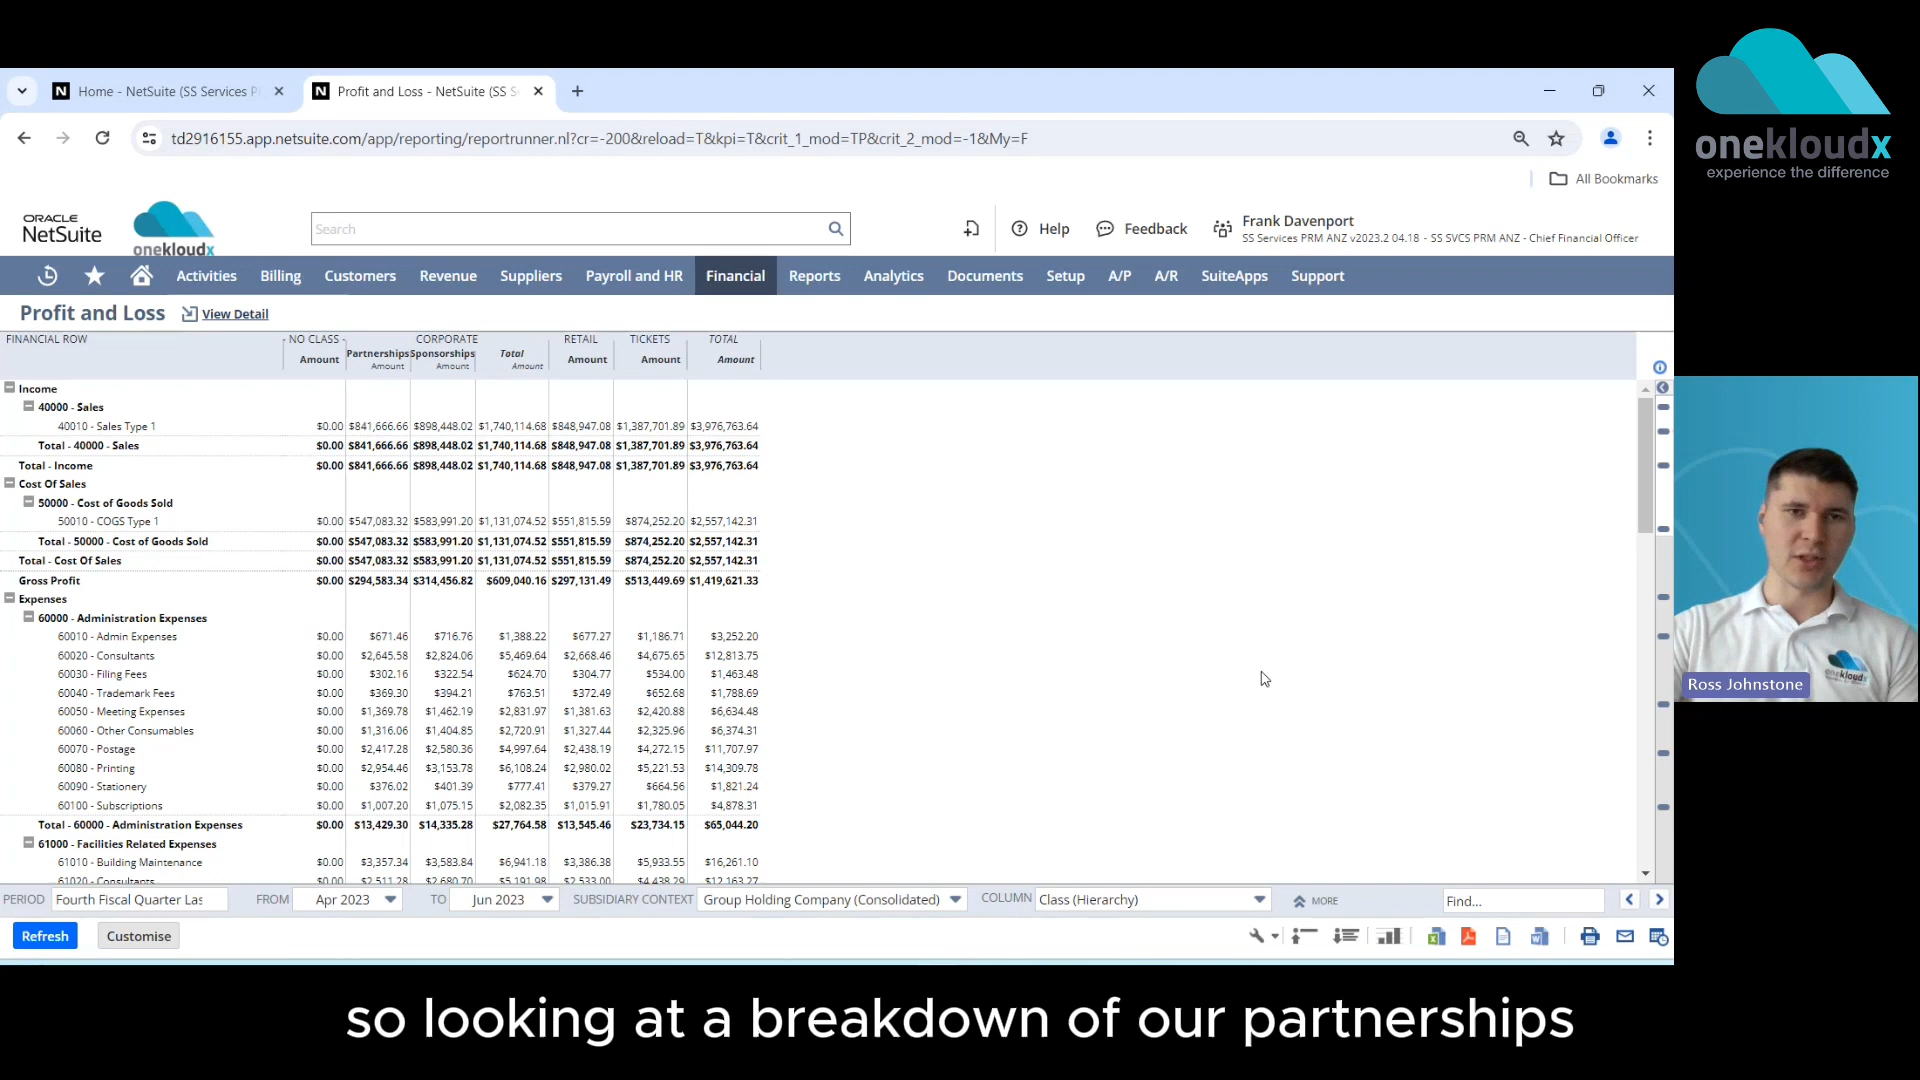 Home - NetSuite (SS Services P
Profit and Loss - NetSuite (SS S
td2916155.app.netsuite.com/app/reporting/reportrunner.nl?cr=-200&reload=T&kpi=T&crit_1_mod=TP&crit_2_mod=-1&My=F
All Bookmarks
onekloudx
experience the difference
ORACLE
NetSuite
onekloudx
Search
Help
Feedback
Frank Davenport
SS Services PRM ANZ v2023.2 04.18 - SS SVCS PRM ANZ - Chief Financial Officer
Activities Billing Customers Revenue Suppliers Payroll and HR Financial Reports Analytics Documents Setup A/P A/R SuiteApps Support
Profit and Loss View Detail
FINANCIAL ROW - NO CLASS - CORPORATE RETAIL TICKETS TOTAL
Amount Partnerships Sponsorships Total Amount Amount Amount
Amount Amount Amount
Income
40000 - Sales
40010 - Sales Type 1 $0.00 $841,666.66 $898,448.02 $1,740,114.68 $848,947.08 $1,387,701.89 $3,976,763.64
Total - 40000 - Sales $0.00 $841,666.66 $898,448.02 $1,740,114.68 $848,947.08 $1,387,701.89 $3,976,763.64
Total - Income $0.00 $841,666.66 $898,448.02 $1,740,114.68 $848,947.08 $1,387,701.89 $3,976,763.64
Cost Of Sales
50000 - Cost of Goods Sold
50010 - COGS Type 1 $0.00 $547,083.32 $583,991.20 $1,131,074.52 $551,815.59 $874,252.20 $2,557,142.31
Total - 50000 - Cost of Goods Sold $0.00 $547,083.32 $583,991.20 $1,131,074.52 $551,815.59 $874,252.20 $2,557,142.31
Total - Cost Of Sales $0.00 $547,083.32 $583,991.20 $1,131,074.52 $551,815.59 $874,252.20 $2,557,142.31
Gross Profit $0.00 $294,583.34 $314,456.82 $609,040.16 $297,131.49 $513,449.69 $1,419,621.33
Expenses
60000 - Administration Expenses
60010 - Admin Expenses $0.00 $671.46 $716.76 $1,388.22 $677.27 $1,186.71 $3,252.20
60020 - Consultants $0.00 $2,645.58 $2,824.06 $5,469.64 $2,668.46 $4,675.65 $12,813.75
60030 - Filing Fees $0.00 $302.16 $322.54 $624.70 $304.77 $534.00 $1,463.48
60040 - Trademark Fees $0.00 $369.30 $394.21 $763.51 $372.49 $652.68 $1,788.69
60050 - Meeting Expenses $0.00 $1,369.78 $1,462.19 $2,831.97 $1,381.63 $2,420.88 $6,634.48
60060 - Other Consumables $0.00 $1,316.06 $1,404.85 $2,720.91 $1,327.44 $2,325.96 $6,374.31
60070 - Postage $0.00 $2,417.28 $2,580.36 $4,997.64 $2,438.19 $4,272.15 $11,707.97
60080 - Printing $0.00 $2,954.46 $3,153.78 $6,108.24 $2,980.02 $5,221.53 $14,309.78
60090 - Stationery $0.00 $376.02 $401.39 $777.41 $379.27 $664.56 $1,821.24
60100 - Subscriptions $0.00 $1,007.20 $1,075.15 $2,082.35 $1,015.91 $1,780.05 $4,878.31
Total - 60000 - Administration Expenses $0.00 $13,429.30 $14,335.28 $27,764.58 $13,545.46 $23,734.15 $65,044.20
61000 - Facilities Related Expenses
61010 - Building Maintenance $0.00 $3,357.34 $3,583.84 $6,941.18 $3,386.38 $5,933.55 $16,261.10
61020 - Consultants $0.00 $2,511.28 $2,680.70 $5,191.98 $2,533.00 $4,438.29 $12,163.27
Ross Johnstone
PERIOD Fourth Fiscal Quarter Las FROM Apr 2023 TO Jun 2023 SUBSIDIARY CONTEXT Group Holding Company (Consolidated) COLUMN Class (Hierarchy) MORE Find...
Refresh Customise
so looking at a breakdown of our partnerships